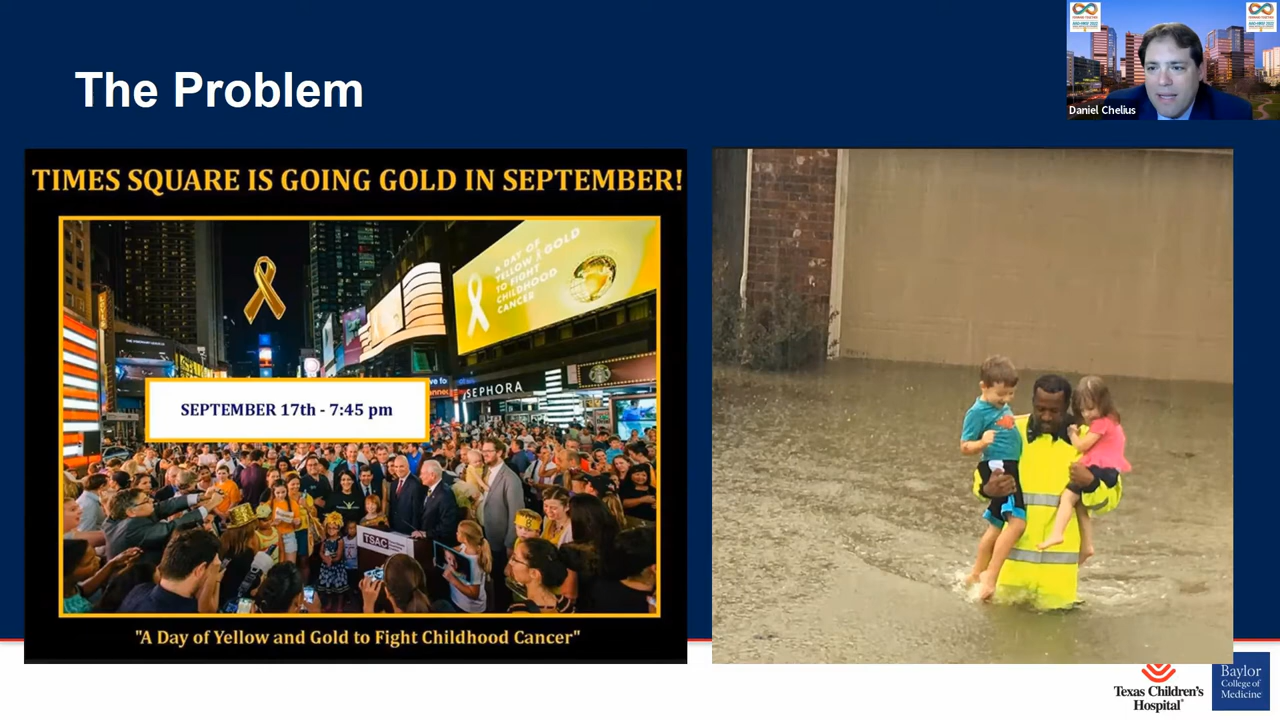 The Problem
Daniel Chelius
TIMES SQUARE IS GOING GOLD IN SEPTEMBER!
A DAY OF
YELLOW & GOLD
TO FIGHT
CHILDHOOD
CANCER
SEPHORA
SEPTEMBER 17th - 7:45 pm
TSAC
"A Day of Yellow and Gold to Fight Childhood Cancer"
Texas Children's
Hospital
Baylor
College of
Medicine